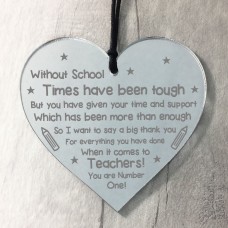 Without School
Times have been tough
But you have given your time and support
Which has been more than enough
So I want to say a big thank you
For everything you have done
When it comes to
Teachers!
You are Number
One!